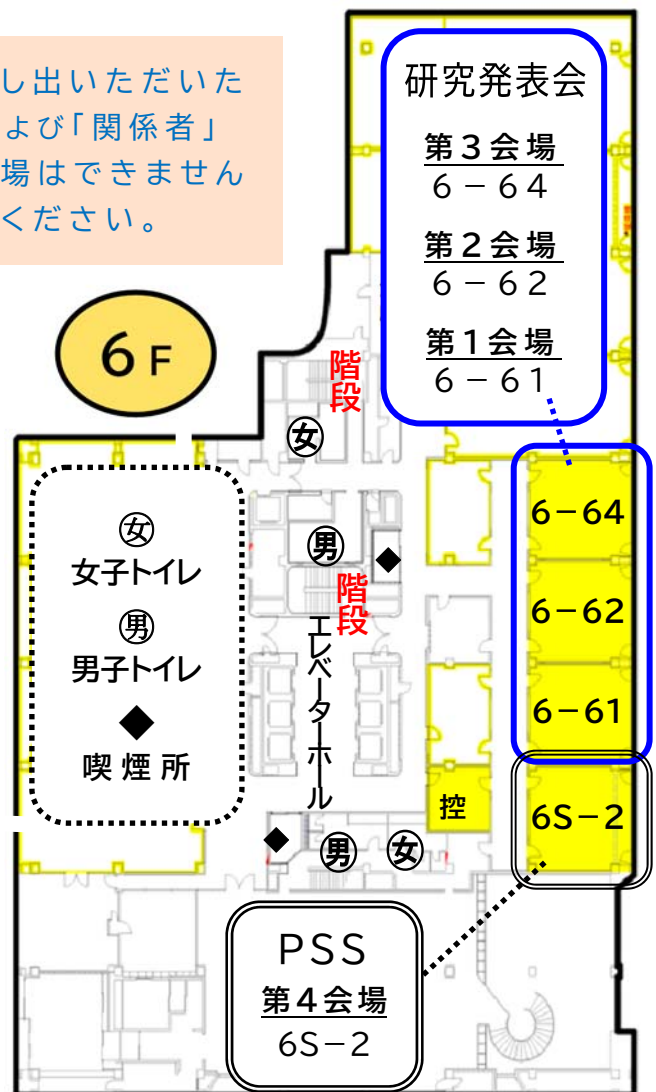 し出いただいた
よび「関係者」
場はできません
ください。
研究発表会
第3会場
6-64
第2会場
6-62
第1会場
6-61
6F
階段
女
女
女子トイレ
男
男子トイレ
◆
喫煙所
男
◆
階段
エレベーターホール
6-64
6-62
6-61
控
6S-2
◆
男
女
PSS
第4会場
6S-2